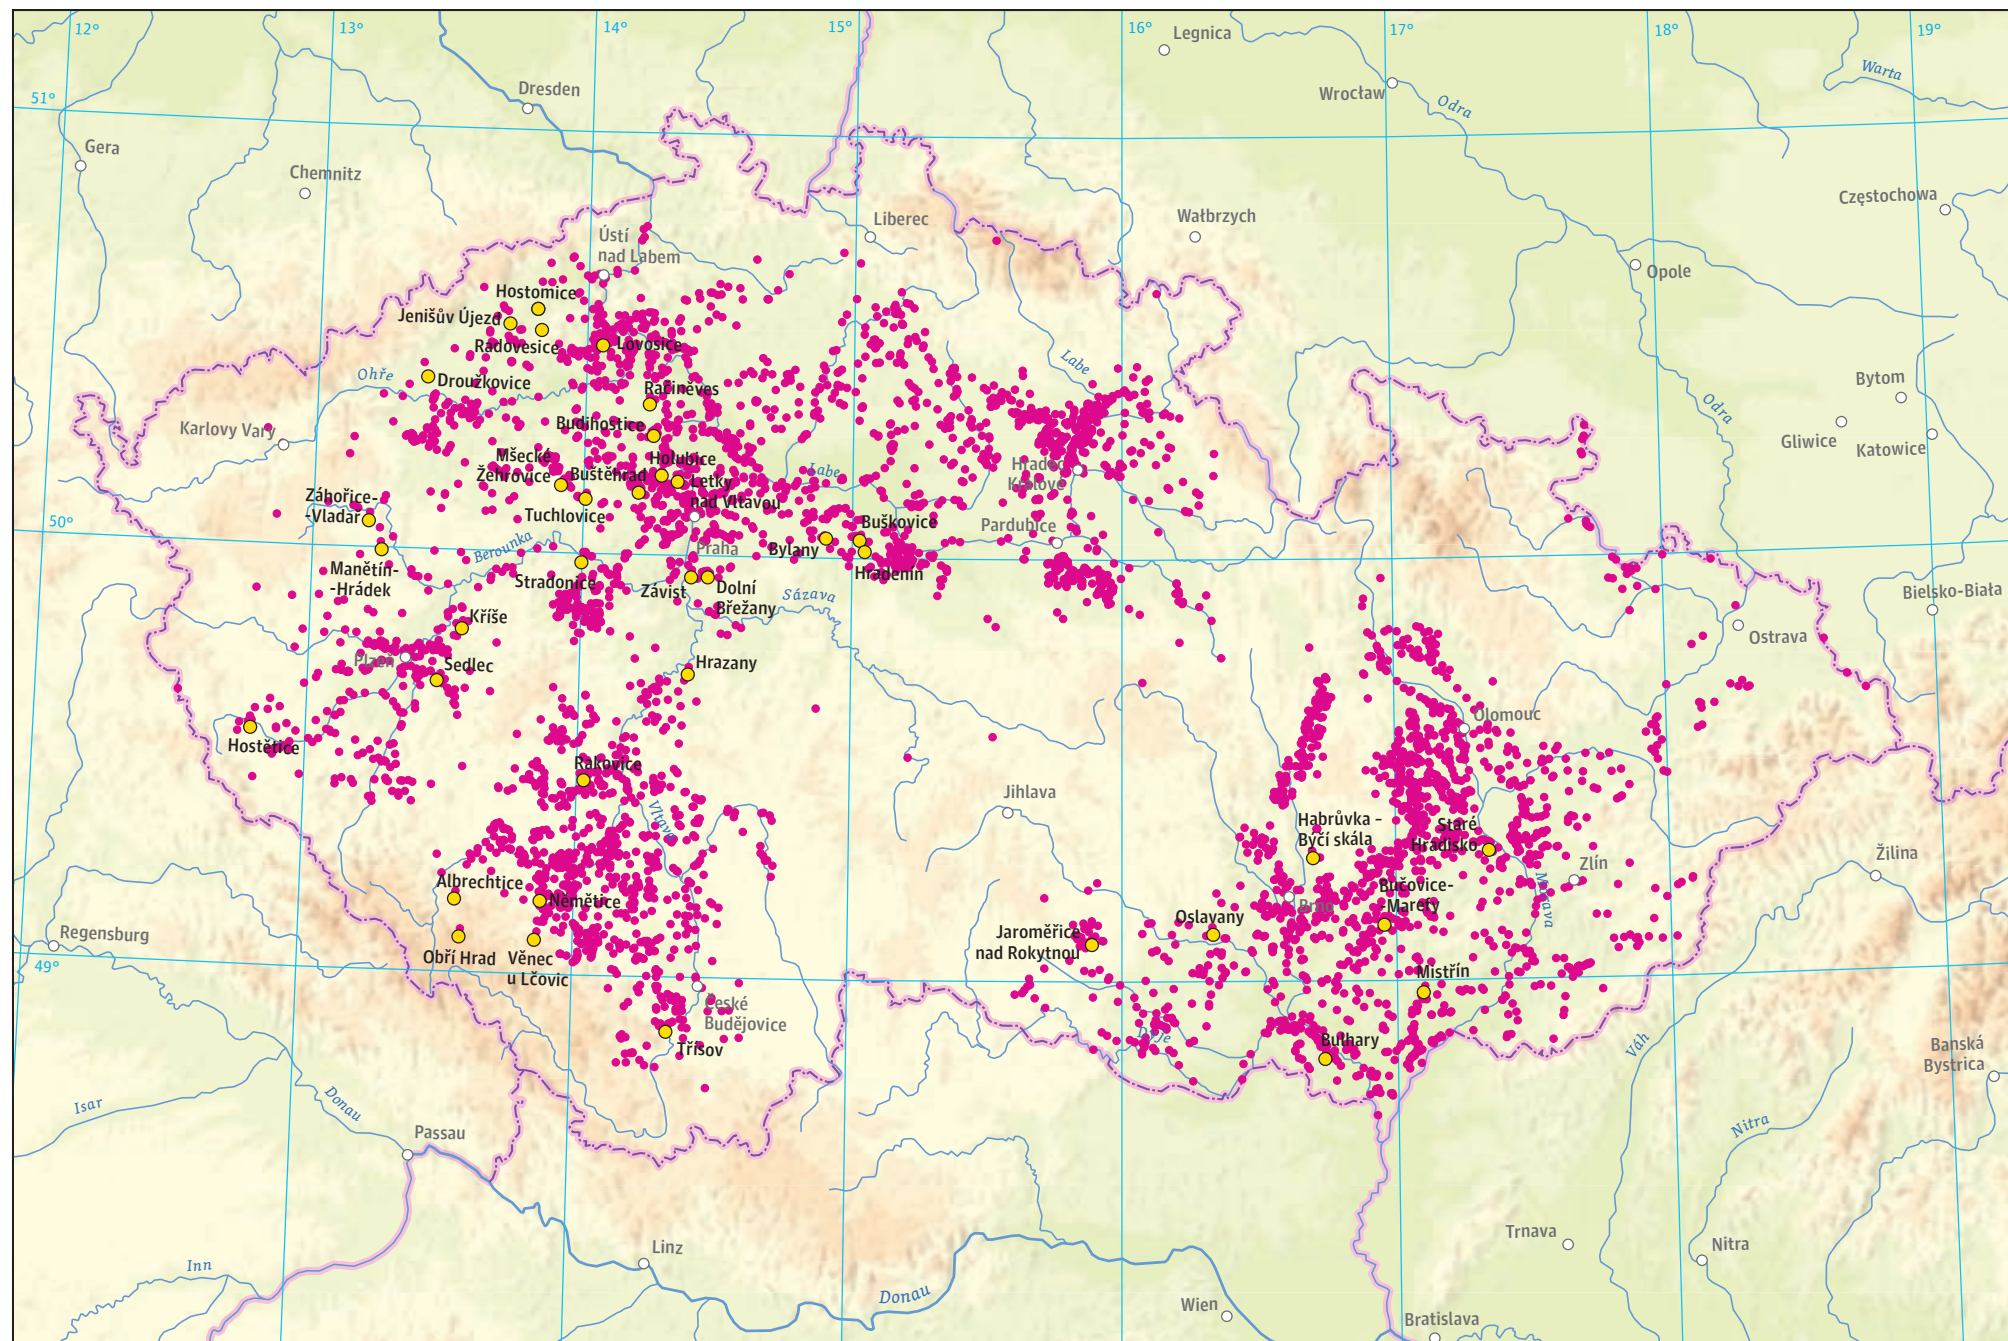 12°
13°
14°
15°
16°
17°
18°
19°
Legnica
Warta
Dresden
Wrocław
Odra
51°
Gera
Chemnitz
Częstochowa
Liberec
Wałbrzych
Ústí
nad Labem
Opole
Hostomice
Jenišův Újezd
Radovesice
Lovosice
Labe
Ohře
Droužkovice
Račiněves
Bytom
Odra
Karlovy Vary
Budihostice
Gliwice
Katowice
Mšecké
Žehrovice
Holubice
Buštěhrad
Labe
Hradec
Králové
Letky
nad Vltavou
Záhořice-
-Vladař
Tuchlovice
50°
Buškovice
Pardubice
Berounka
Praha
Bylany
Manětín-
-Hrádek
Stradonice
Závist
Dolní
Břežany
Hradenín
Sázava
Bielsko-Biała
Kříše
Ostrava
Plzeň
Sedlec
Hrazany
Olomouc
Hostětice
Rakovice
Jihlava
Vltava
Habrůvka -
Býčí skála
Staré
Hradisko
Zlín
Žilina
Albrechtice
Němětice
Bučovice-
-Marefy
Morava
Brno
Oslavany
Regensburg
Jaroměřice
nad Rokytnou
49°
Obří Hrad
Věnec
u Lčovic
Mistřín
České
Budějovice
Dyje
Bulhary
Třísov
Váh
Banská
Bystrica
Isar
Donau
Passau
Nitra
Inn
Linz
Trnava
Nitra
Donau
Wien
Bratislava